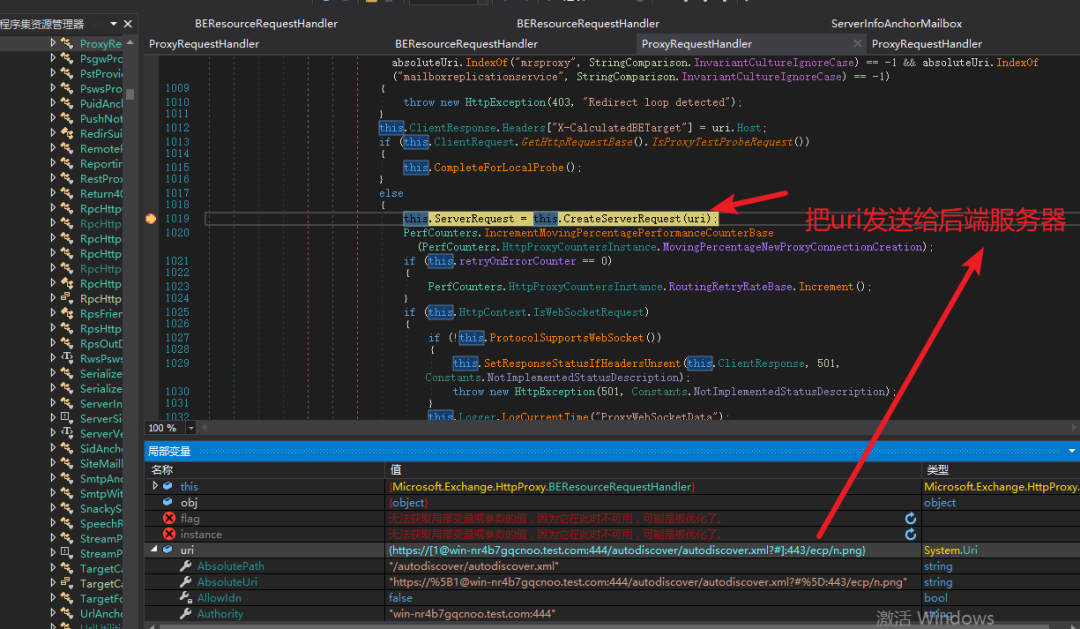 程序集资源管理器
BEResourceRequestHandler
BEResourceRequestHandler
ServerInfoAnchorMailbox
ProxyRequestHandler
BEResourceRequestHandler
ProxyRequestHandler
ProxyRequestHandler
ProxyRe
PsgwPro
PstProvi
PswsPro
PuidAnc
PushNot
RedirSui
RemoteP
Reportin
RestProx
Return40
RpcHttp
RpcHttp
RpcHttp
RpcHttp
RpcHttp
RpcHttp
RpcHttp
RpsFrien
RpsHttp
RpsOutD
RwsPsws
Serialize
Serialize
ServerIn
ServerSi
ServerVe
SidAncho
SiteMail
SmtpAnc
SmtpWit
SnackyS
SpeechR
StreamP
StreamP
TargetCa
TargetCa
TargetFo
UrlAncho
absoluteUri.IndexOf("mrsproxy", StringComparison.InvariantCultureIgnoreCase) == -1 && absoluteUri.IndexOf
("mailboxreplicationservice", StringComparison.InvariantCultureIgnoreCase) == -1)
1009 {
1010 throw new HttpException(403, "Redirect loop detected");
1011 }
1012 this.ClientResponse.Headers["X-CalculatedBETarget"] = uri.Host;
1013 if (this.ClientRequest.GetHttpRequestBase().IsProxyTestProbeRequest())
1014 {
1015 this.CompleteForLocalProbe();
1016 }
1017 else
1018 {
1019 this.ServerRequest = this.CreateServerRequest(uri);
把uri发送给后端服务器
1020 PerfCounters.IncrementMovingPercentagePerformanceCounterBase
(PerfCounters.HttpProxyCountersInstance.MovingPercentageNewProxyConnectionCreation);
1021 if (this.retryOnErrorCounter == 0)
1022 {
1023 PerfCounters.HttpProxyCountersInstance.RoutingRetryRateBase.Increment();
1024 }
1025 if (this.HttpContext.IsWebSocketRequest)
1026 {
1027 if (!this.ProtocolSupportsWebSocket())
1028 {
1029 this.SetResponseStatusIfHeadersUnsent(this.ClientResponse, 501,
Constants.NotImplementedStatusDescription);
1030 throw new HttpException(501, Constants.NotImplementedStatusDescription);
1031 }
1032 this.Logger.LogCurrentTime("ProxyWebSocketData");
100 %
局部变量
名称 值 类型
this {Microsoft.Exchange.HttpProxy.BEResourceRequestHandler} Microsoft.Exchange.HttpProxy.
obj {object} object
flag 无法获取局部变量或参数的值，因为它在此时不可用，可能是被优化了。
instance 无法获取局部变量或参数的值，因为它在此时不可用，可能是被优化了。
uri {https://[1@win-nr4b7gqcnoo.test.com:444/autodiscover/autodiscover.xml?#]:443/ecp/n.png} System.Uri
AbsolutePath "/autodiscover/autodiscover.xml" string
AbsoluteUri "https://%5B1@win-nr4b7gqcnoo.test.com:444/autodiscover/autodiscover.xml?#%5D:443/ecp/n.png" string
AllowIdn false bool
Authority "win-nr4b7gqcnoo.test.com:444" string
激活 Windows